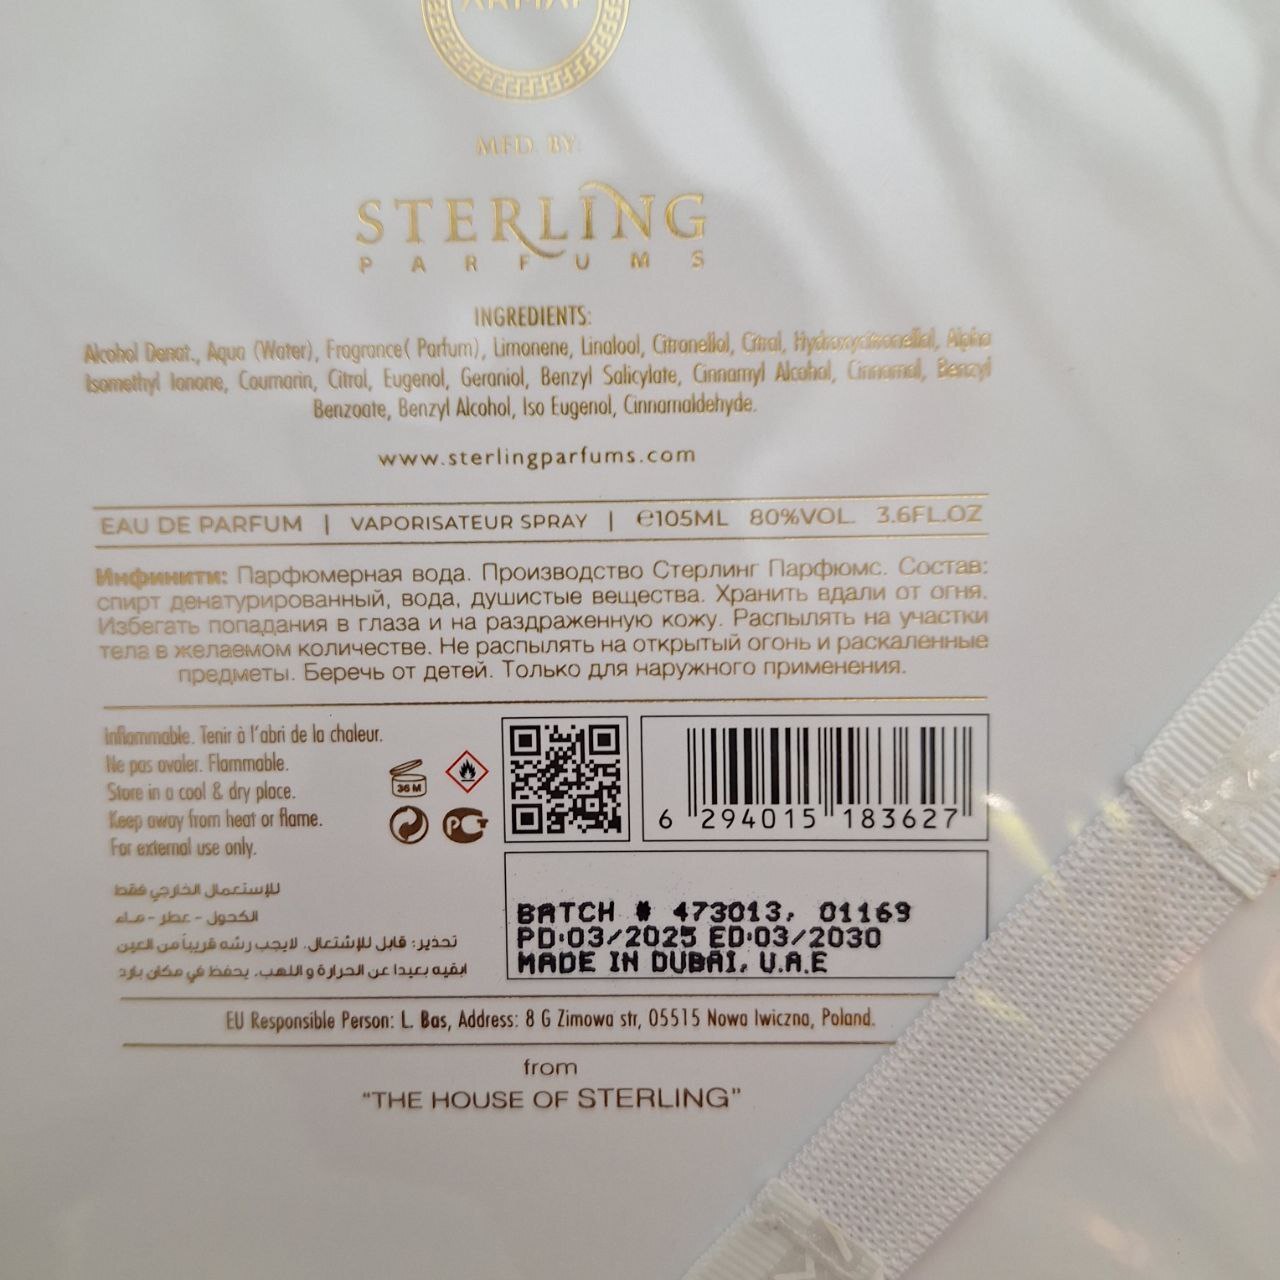 ARMAF
MFD. BY:
STERLING
PARFUMS
INGREDIENTS:
Alcohol Denat., Aqua (Water), Fragrance( Parfum), Limonene, Linalool, Citronellol, Citral, Hydroxycitronellal, Alpha
Isomethyl Ionone, Coumarin, Citral, Eugenol, Geraniol, Benzyl Salicylate, Cinnamyl Alcohol, Cinnamal, Benzyl
Benzoate, Benzyl Alcohol, Iso Eugenol, Cinnamaldehyde.
www.sterlingparfums.com
EAU DE PARFUM | VAPORISATEUR SPRAY | ℮105ML 80%VOL. 3.6FL.OZ
Инфинити: Парфюмерная вода. Производство Стерлинг Парфюмс. Состав:
спирт денатурированный, вода, душистые вещества. Хранить вдали от огня.
Избегать попадания в глаза и на раздраженную кожу. Распылять на участки
тела в желаемом количестве. Не распылять на открытый огонь и раскаленные
предметы. Беречь от детей. Только для наружного применения.
Inflammable. Tenir à l'abri de la chaleur.
Ne pas avaler. Flammable.
Store in a cool & dry place.
Keep away from heat or flame.
For external use only.
36 M
РСТ
6 294015 183627
للإستعمال الخارجي فقط
الكحول - عطر - ماء
تحذير: قابل للإشتعال. لايجب رشه قريباً من العين
ابقيه بعيدا عن الحرارة و اللهب. يحفظ في مكان بارد
BATCH # 473013, 01169
PD:03/2025 ED:03/2030
MADE IN DUBAI, U.A.E
EU Responsible Person: L. Bas, Address: 8 G Zimowa str, 05515 Nowa Iwiczna, Poland.
from
"THE HOUSE OF STERLING"